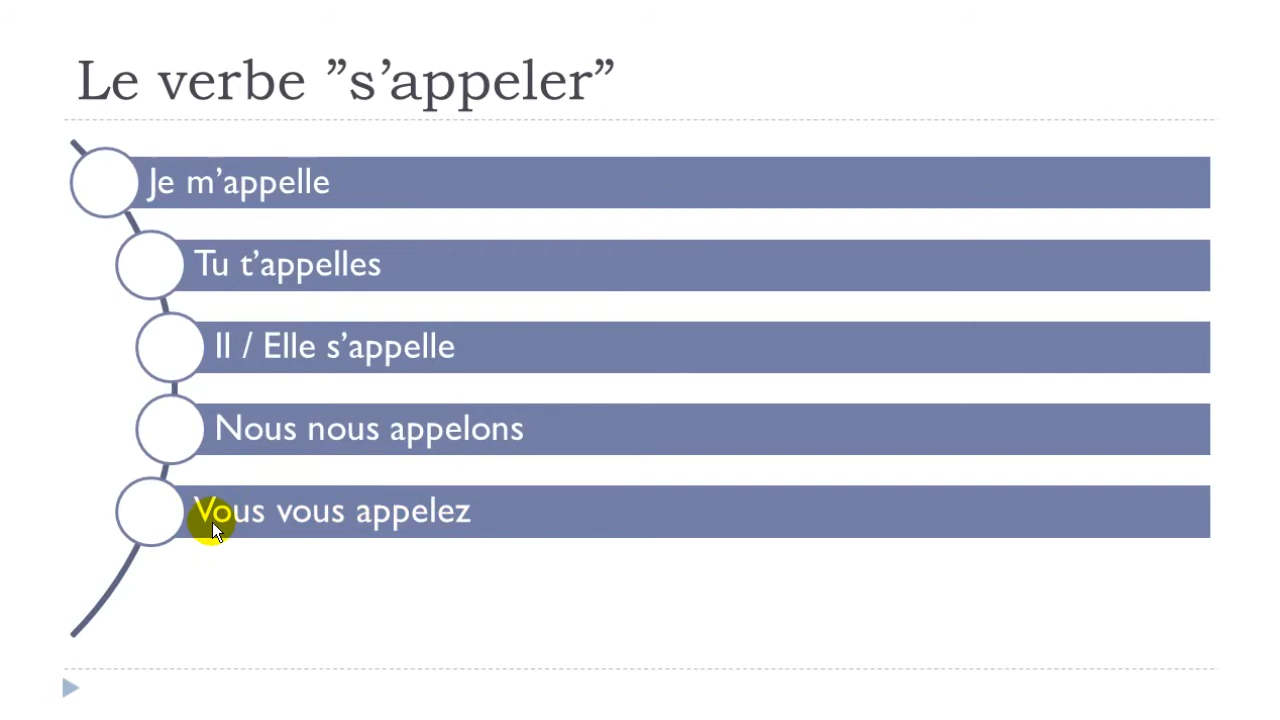 Le verbe ”s’appeler”
Je m’appelle
Tu t’appelles
Il / Elle s’appelle
Nous nous appelons
Vous vous appelez